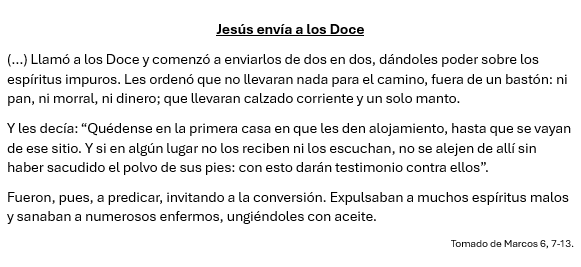 Jesús envía a los Doce
(...) Llamó a los Doce y comenzó a enviarlos de dos en dos, dándoles poder sobre los
espíritus impuros. Les ordenó que no llevaran nada para el camino, fuera de un bastón: ni
pan, ni morral, ni dinero; que llevaran calzado corriente y un solo manto.
Y les decía: “Quédense en la primera casa en que les den alojamiento, hasta que se vayan
de ese sitio. Y si en algún lugar no los reciben ni los escuchan, no se alejen de allí sin
haber sacudido el polvo de sus pies: con esto darán testimonio contra ellos”.
Fueron, pues, a predicar, invitando a la conversión. Expulsaban a muchos espíritus malos
y sanaban a numerosos enfermos, ungiéndoles con aceite.
Tomado de Marcos 6, 7-13.